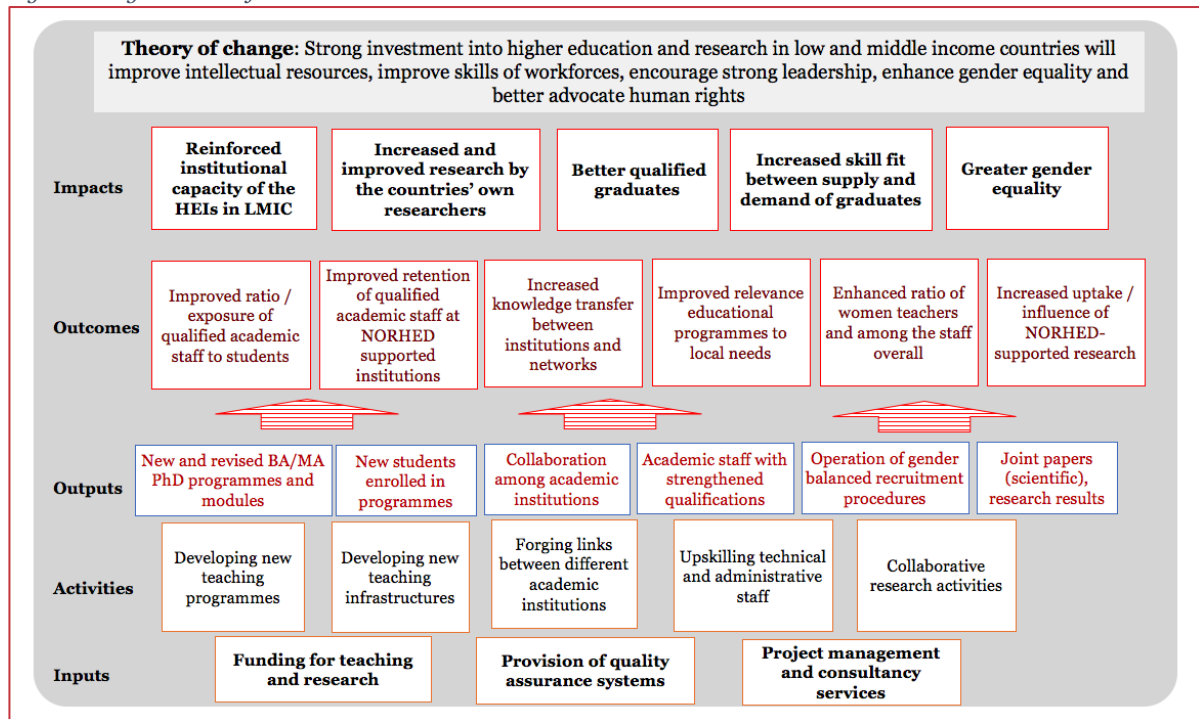 Theory of change: Strong investment into higher education and research in low and middle income countries will
improve intellectual resources, improve skills of workforces, encourage strong leadership, enhance gender equality and
better advocate human rights
Impacts
Reinforced
institutional
capacity of the
HEIs in LMIC
Increased and
improved research by
the countries' own
researchers
Better qualified
graduates
Increased skill fit
between supply and
demand of graduates
Greater gender
equality
Outcomes
Improved ratio /
exposure of
qualified academic
staff to students
Improved retention
of qualified
academic staff at
NORHED
supported
institutions
Increased
knowledge transfer
between
institutions and
networks
Improved relevance
educational
programmes to
local needs
Enhanced ratio of
women teachers
and among the staff
overall
Increased uptake /
influence of
NORHED-
supported research
Outputs
New and revised BA/MA
PhD programmes and
modules
New students
enrolled in
programmes
Collaboration
among academic
institutions
Academic staff with
strengthened
qualifications
Operation of gender
balanced recruitment
procedures
Joint papers
(scientific),
research results
Activities
Developing new
teaching
programmes
Developing new
teaching
infrastructures
Forging links
between different
academic
institutions
Upskilling technical
and administrative
staff
Collaborative
research activities
Inputs
Funding for teaching
and research
Provision of quality
assurance systems
Project management
and consultancy
services